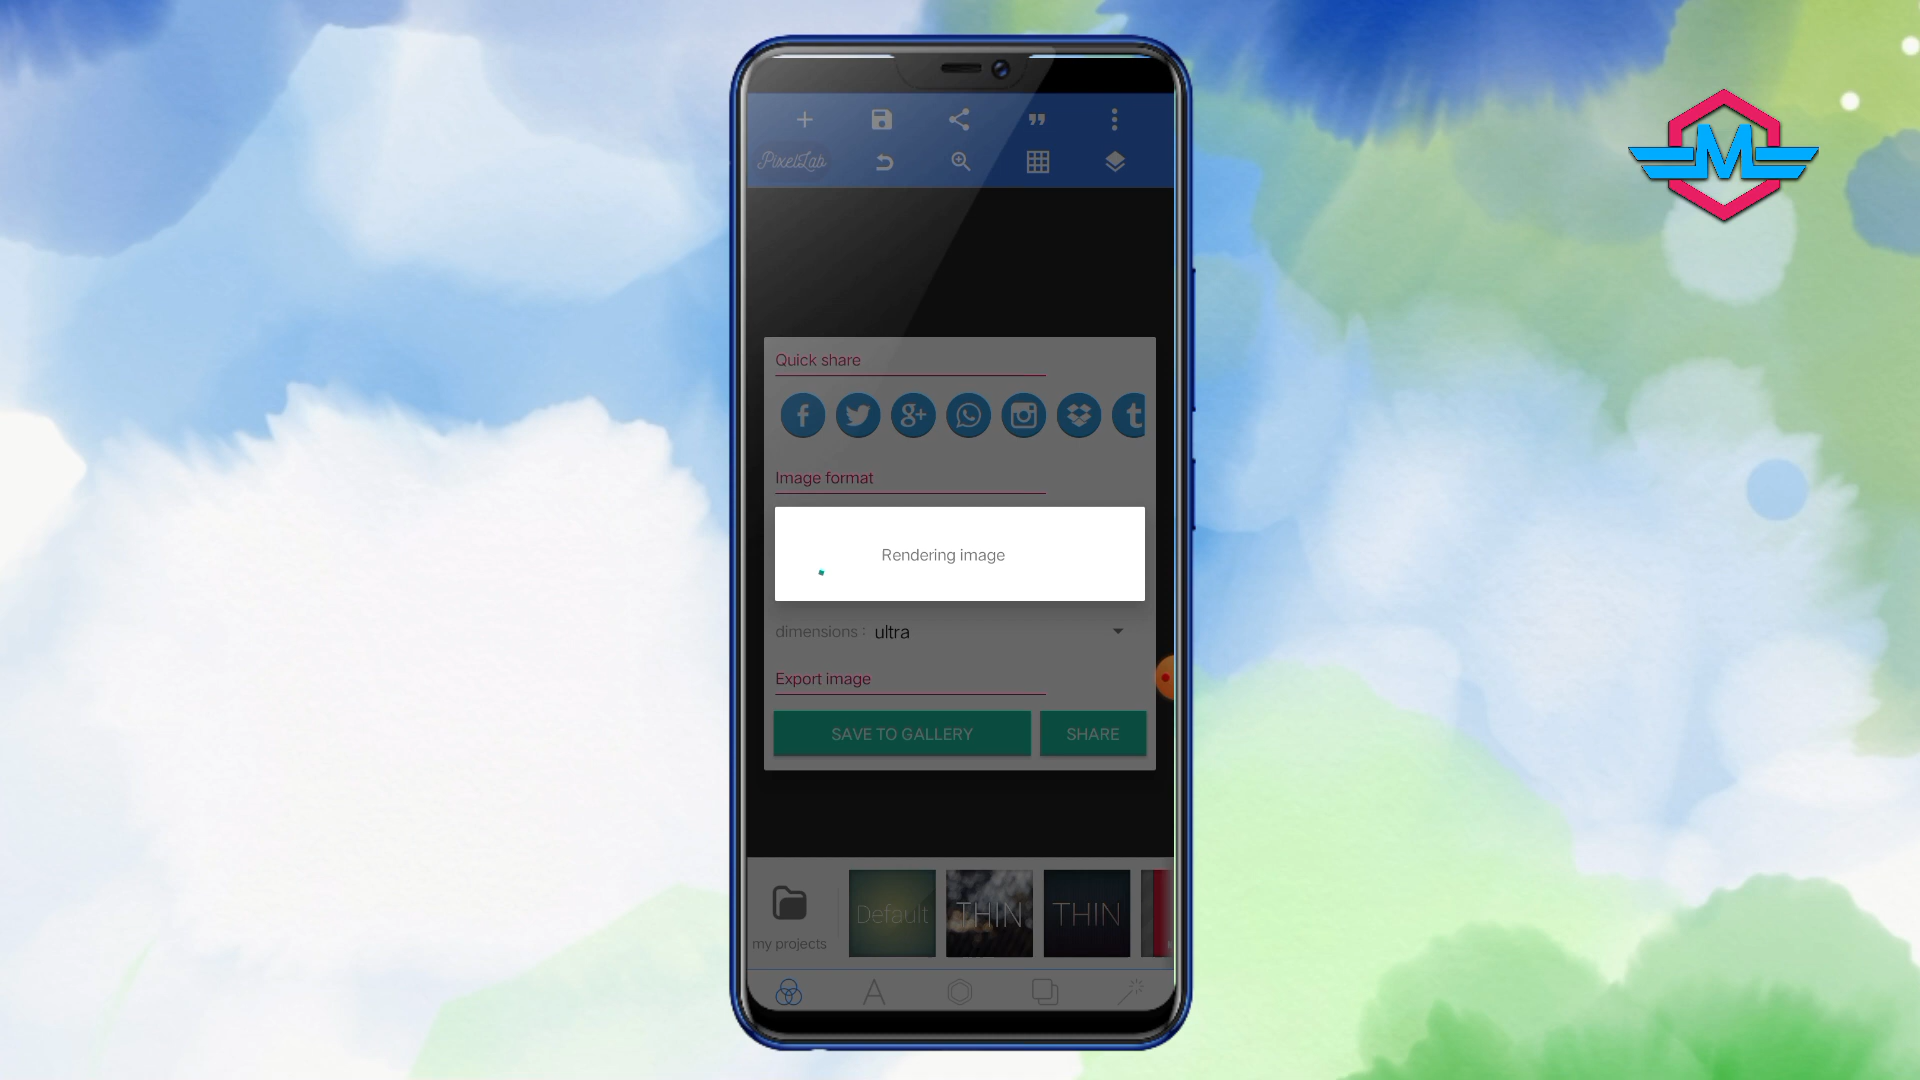 PixelLab
Quick share
Image format
Rendering image
dimensions : ultra
Export image
SAVE TO GALLERY
SHARE
my projects
Default
THIN
THIN
M